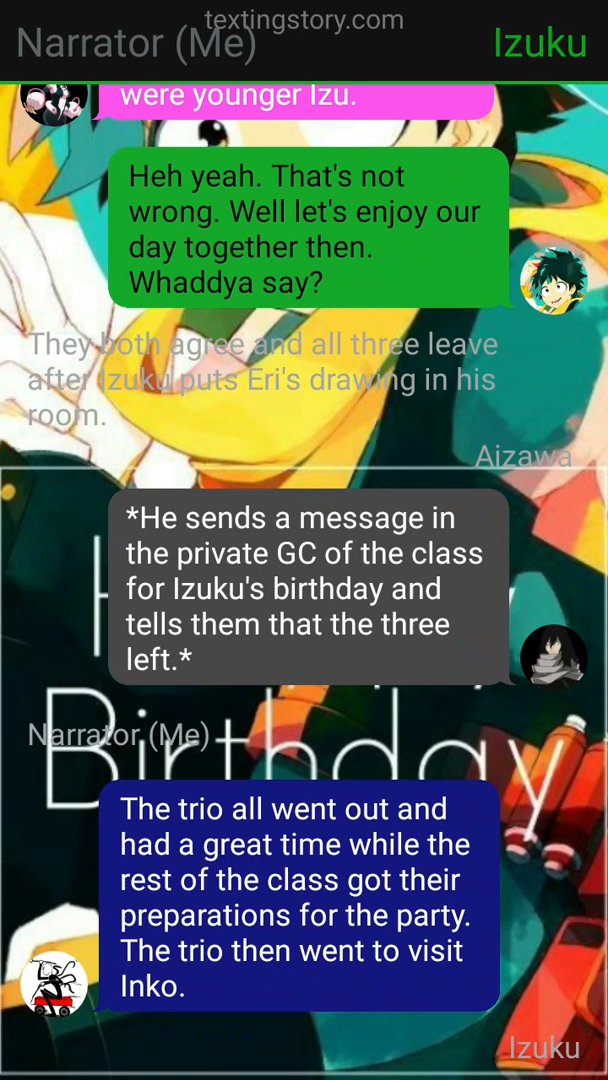 textingstory.com
Narrator (Me)
Izuku
were younger Izu.
Heh yeah. That's not
wrong. Well let's enjoy our
day together then.
Whaddya say?
They both agree and all three leave
after Izuku puts Eri's drawing in his
room.
Aizawa
*He sends a message in
the private GC of the class
for Izuku's birthday and
tells them that the three
left.*
Birthday
Narrator (Me)
The trio all went out and
had a great time while the
rest of the class got their
preparations for the party.
The trio then went to visit
Inko.
Izuku